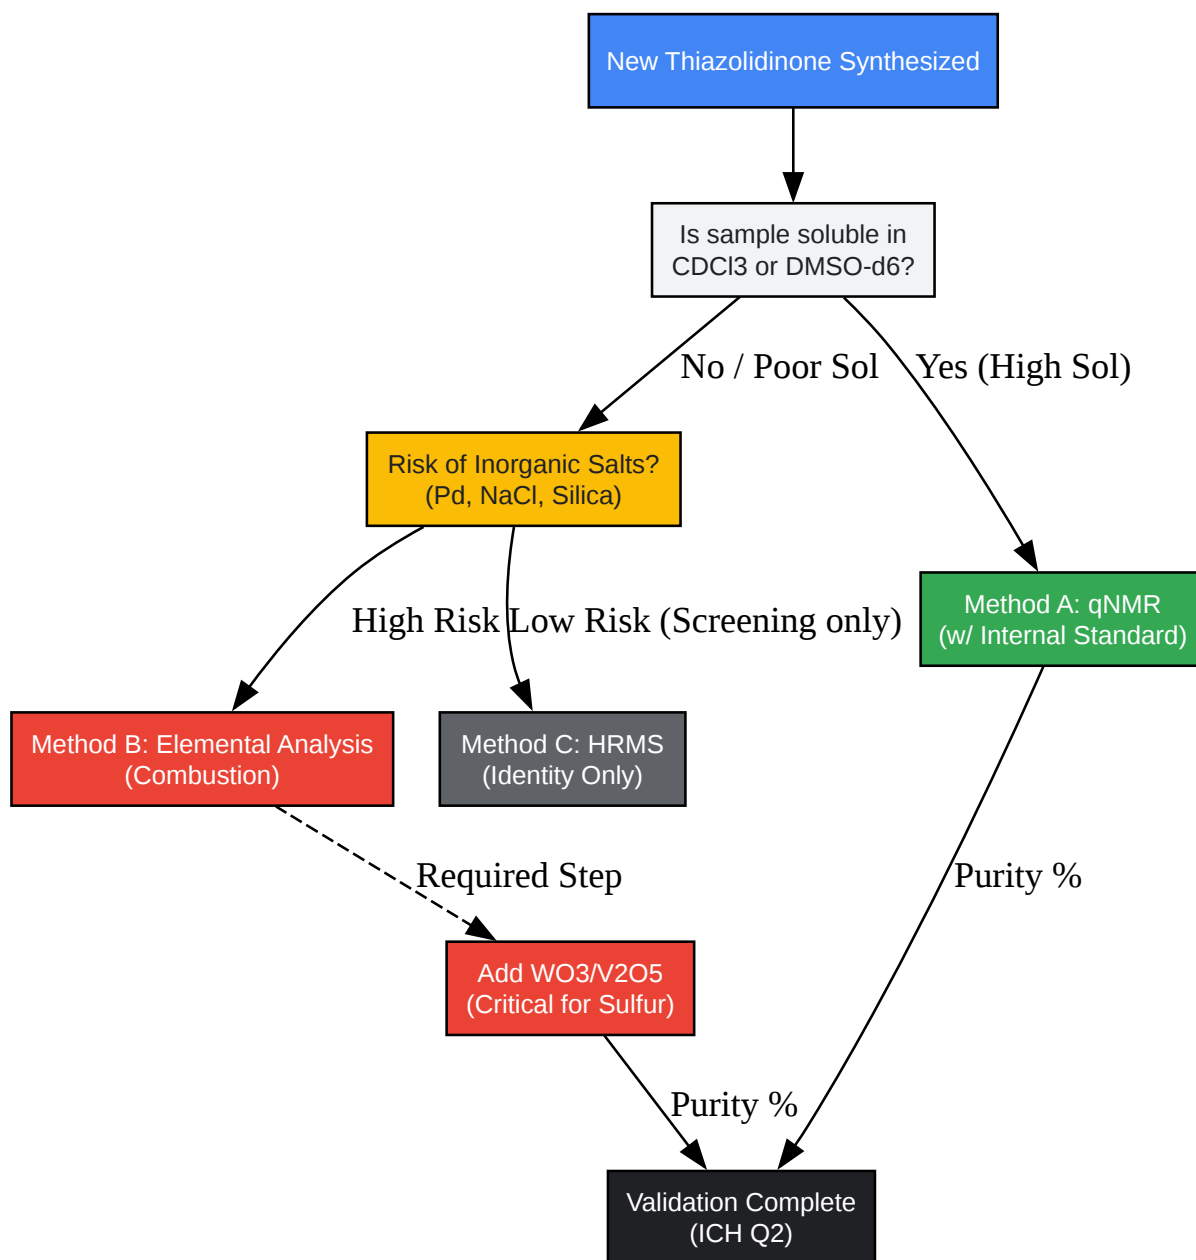 New Thiazolidinone Synthesized
Is sample soluble in
CDCl3 or DMSO-d6?
No / Poor Sol
Yes (High Sol)
Risk of Inorganic Salts?
(Pd, NaCl, Silica)
Method A: qNMR
(w/ Internal Standard)
High Risk
Low Risk (Screening only)
Method B: Elemental Analysis
(Combustion)
Method C: HRMS
(Identity Only)
Required Step
Purity %
Add WO3/V2O5
(Critical for Sulfur)
Purity %
Validation Complete
(ICH Q2)